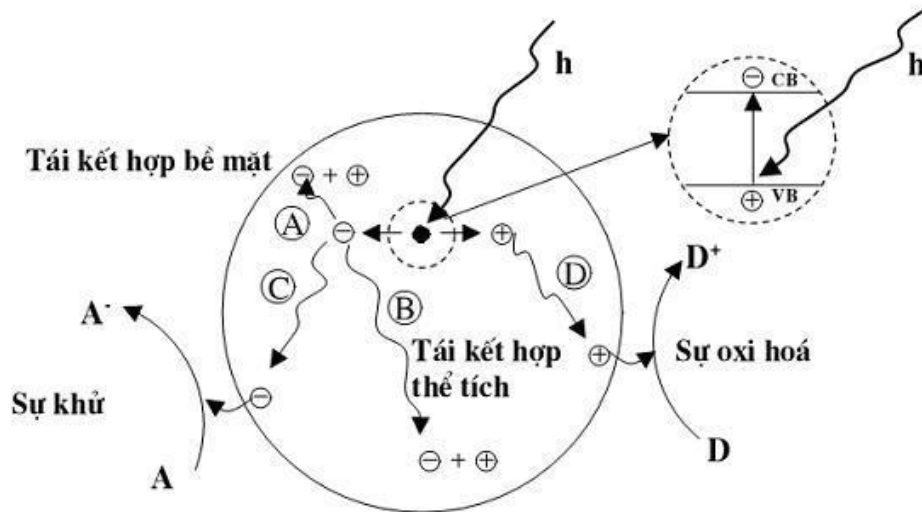 h
h
⊖ CB
⊕ VB
Tái kết hợp bề mặt
⊖ + ⊕
A
⊖
⊕
D
D⁺
C
B
A⁻
Tái kết hợp
thể tích
⊕
Sự oxi hoá
Sự khử
⊖
⊖ + ⊕
A
D